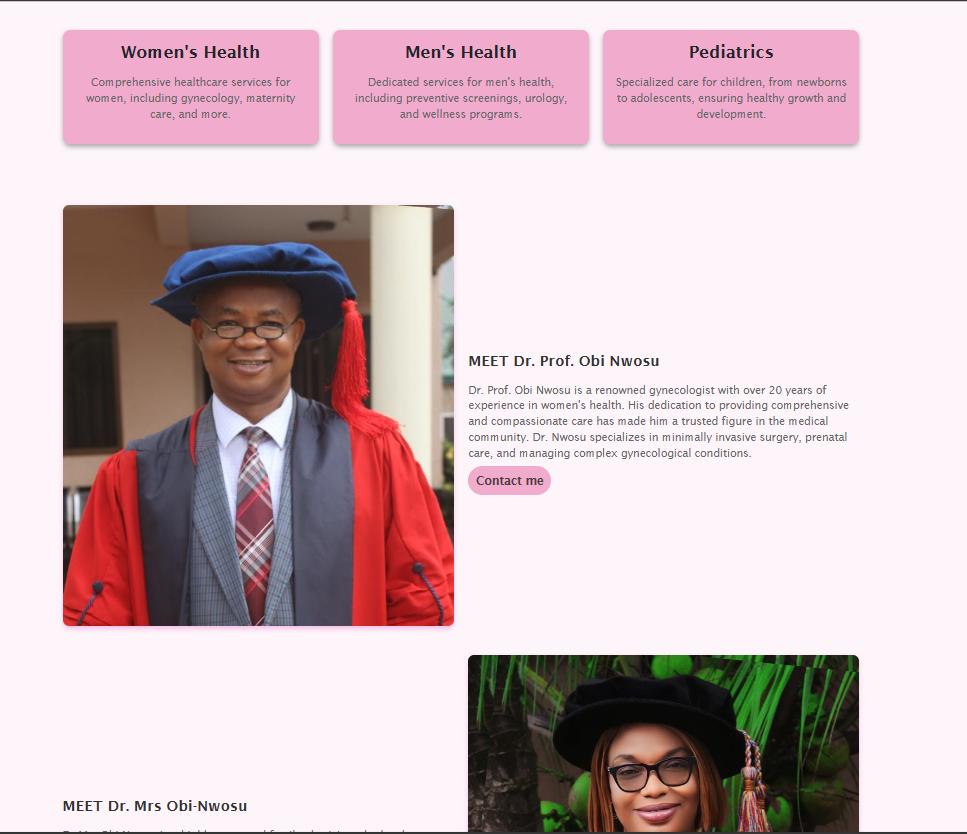 Women's Health
Comprehensive healthcare services for
women, including gynecology, maternity
care, and more.
Men's Health
Dedicated services for men's health,
including preventive screenings, urology,
and wellness programs.
Pediatrics
Specialized care for children, from newborns
to adolescents, ensuring healthy growth and
development.
MEET Dr. Prof. Obi Nwosu
Dr. Prof. Obi Nwosu is a renowned gynecologist with over 20 years of
experience in women's health. His dedication to providing comprehensive
and compassionate care has made him a trusted figure in the medical
community. Dr. Nwosu specializes in minimally invasive surgery, prenatal
care, and managing complex gynecological conditions.
Contact me
MEET Dr. Mrs Obi-Nwosu